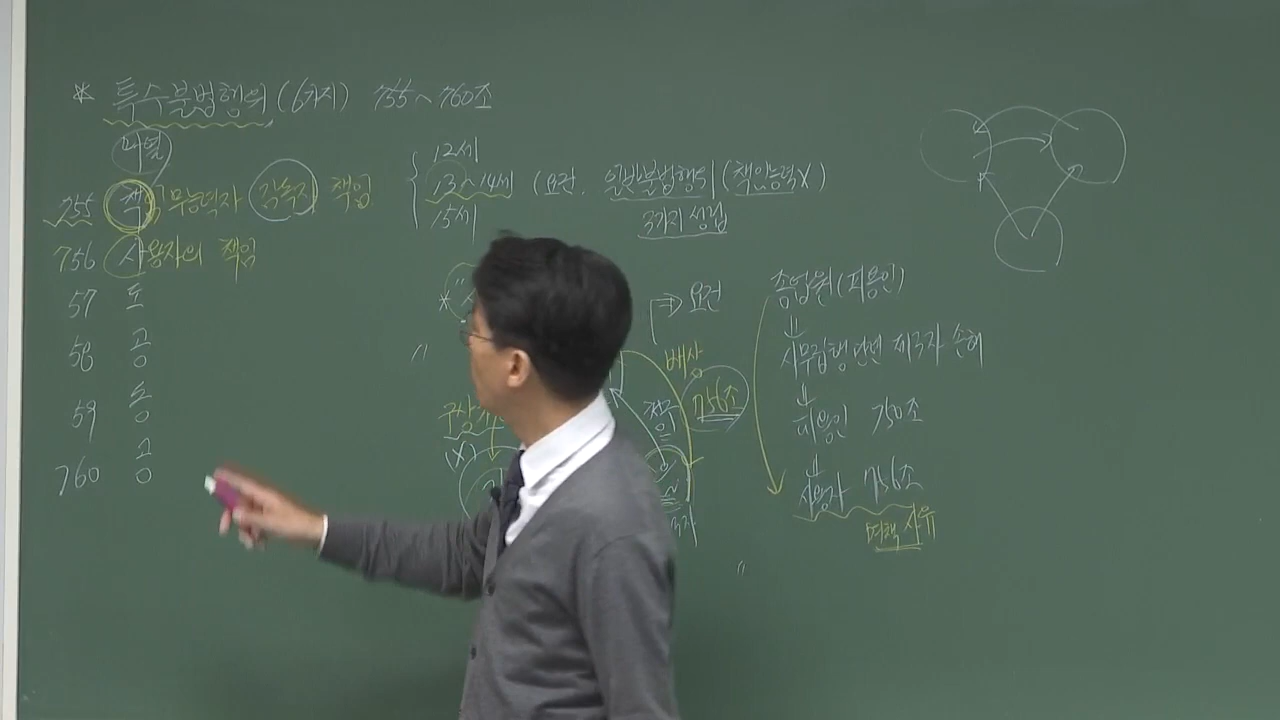 * 특수불법행위 (6가지) 755~760조
755 책임무능력자 감독자 책임
756 사용자의 책임
57 도
58 공
59 동
760 공
12세
13~14세 (요건. 일반불법행위 (책임능력X)
15세
3가지 성립
⇒ 요건
배상
756조
구상
(X)
종업원(피용인)
⇓
사무집행 관련 제3자 손해
⇓
피용인 750조
⇓
사용자 756조
면책 사유